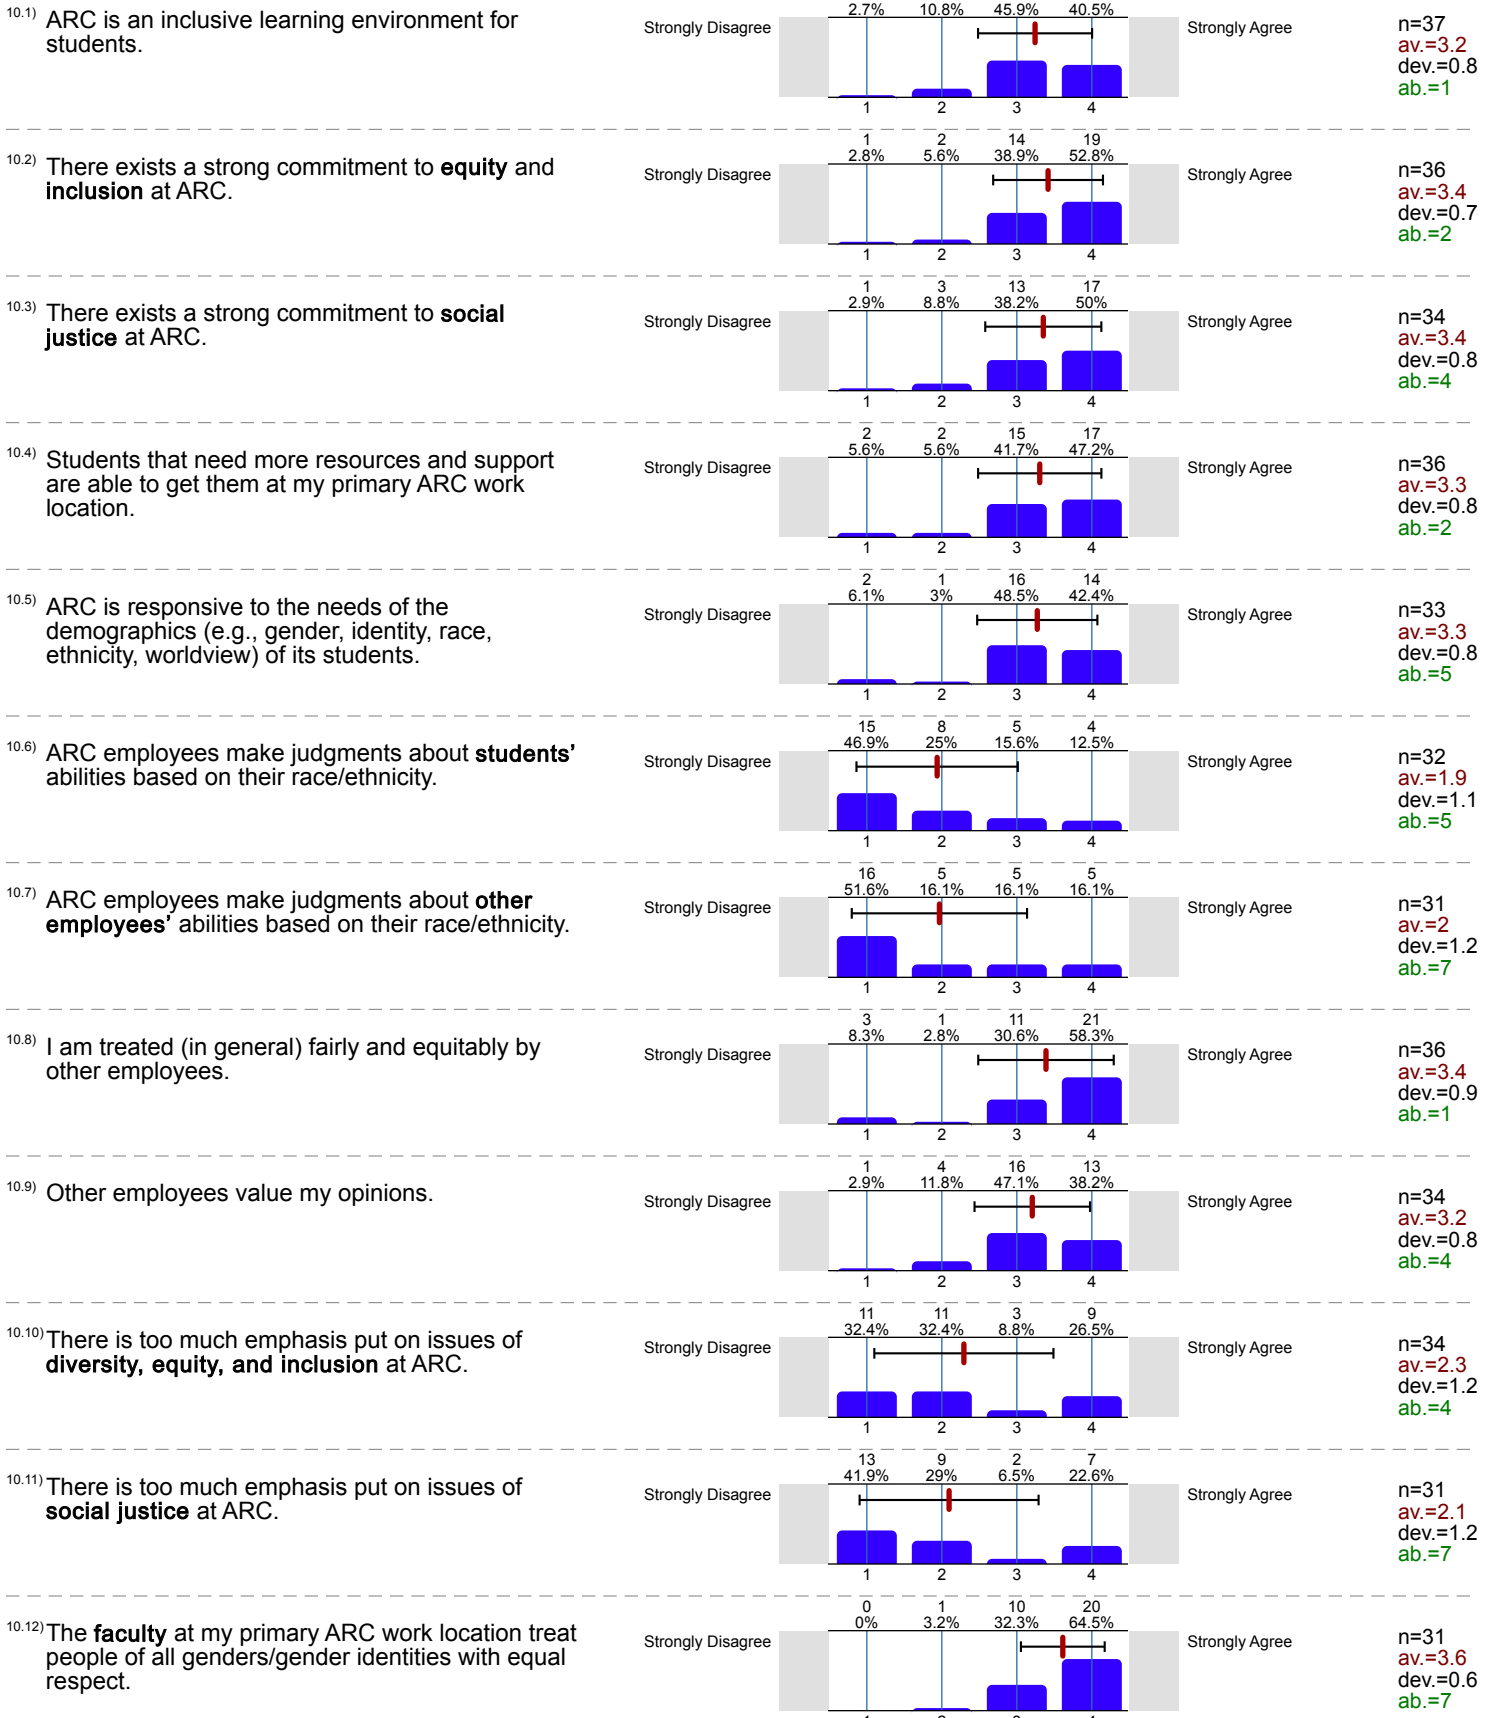 10.1) ARC is an inclusive learning environment for
students.
Strongly Disagree
2.7% 10.8% 45.9% 40.5%
1 2 3 4
Strongly Agree
n=37
av.=3.2
dev.=0.8
ab.=1
10.2) There exists a strong commitment to equity and
inclusion at ARC.
Strongly Disagree
1 2 14 19
2.8% 5.6% 38.9% 52.8%
1 2 3 4
Strongly Agree
n=36
av.=3.4
dev.=0.7
ab.=2
10.3) There exists a strong commitment to social
justice at ARC.
Strongly Disagree
1 3 13 17
2.9% 8.8% 38.2% 50%
1 2 3 4
Strongly Agree
n=34
av.=3.4
dev.=0.8
ab.=4
10.4) Students that need more resources and support
are able to get them at my primary ARC work
location.
Strongly Disagree
2 2 15 17
5.6% 5.6% 41.7% 47.2%
1 2 3 4
Strongly Agree
n=36
av.=3.3
dev.=0.8
ab.=2
10.5) ARC is responsive to the needs of the
demographics (e.g., gender, identity, race,
ethnicity, worldview) of its students.
Strongly Disagree
2 1 16 14
6.1% 3% 48.5% 42.4%
1 2 3 4
Strongly Agree
n=33
av.=3.3
dev.=0.8
ab.=5
10.6) ARC employees make judgments about students’
abilities based on their race/ethnicity.
Strongly Disagree
15 8 5 4
46.9% 25% 15.6% 12.5%
1 2 3 4
Strongly Agree
n=32
av.=1.9
dev.=1.1
ab.=5
10.7) ARC employees make judgments about other
employees’ abilities based on their race/ethnicity.
Strongly Disagree
16 5 5 5
51.6% 16.1% 16.1% 16.1%
1 2 3 4
Strongly Agree
n=31
av.=2
dev.=1.2
ab.=7
10.8) I am treated (in general) fairly and equitably by
other employees.
Strongly Disagree
3 1 11 21
8.3% 2.8% 30.6% 58.3%
1 2 3 4
Strongly Agree
n=36
av.=3.4
dev.=0.9
ab.=1
10.9) Other employees value my opinions.
Strongly Disagree
1 4 16 13
2.9% 11.8% 47.1% 38.2%
1 2 3 4
Strongly Agree
n=34
av.=3.2
dev.=0.8
ab.=4
10.10) There is too much emphasis put on issues of
diversity, equity, and inclusion at ARC.
Strongly Disagree
11 11 3 9
32.4% 32.4% 8.8% 26.5%
1 2 3 4
Strongly Agree
n=34
av.=2.3
dev.=1.2
ab.=4
10.11) There is too much emphasis put on issues of
social justice at ARC.
Strongly Disagree
13 9 2 7
41.9% 29% 6.5% 22.6%
1 2 3 4
Strongly Agree
n=31
av.=2.1
dev.=1.2
ab.=7
10.12) The faculty at my primary ARC work location treat
people of all genders/gender identities with equal
respect.
Strongly Disagree
0 1 10 20
0% 3.2% 32.3% 64.5%
Strongly Agree
n=31
av.=3.6
dev.=0.6
ab.=7